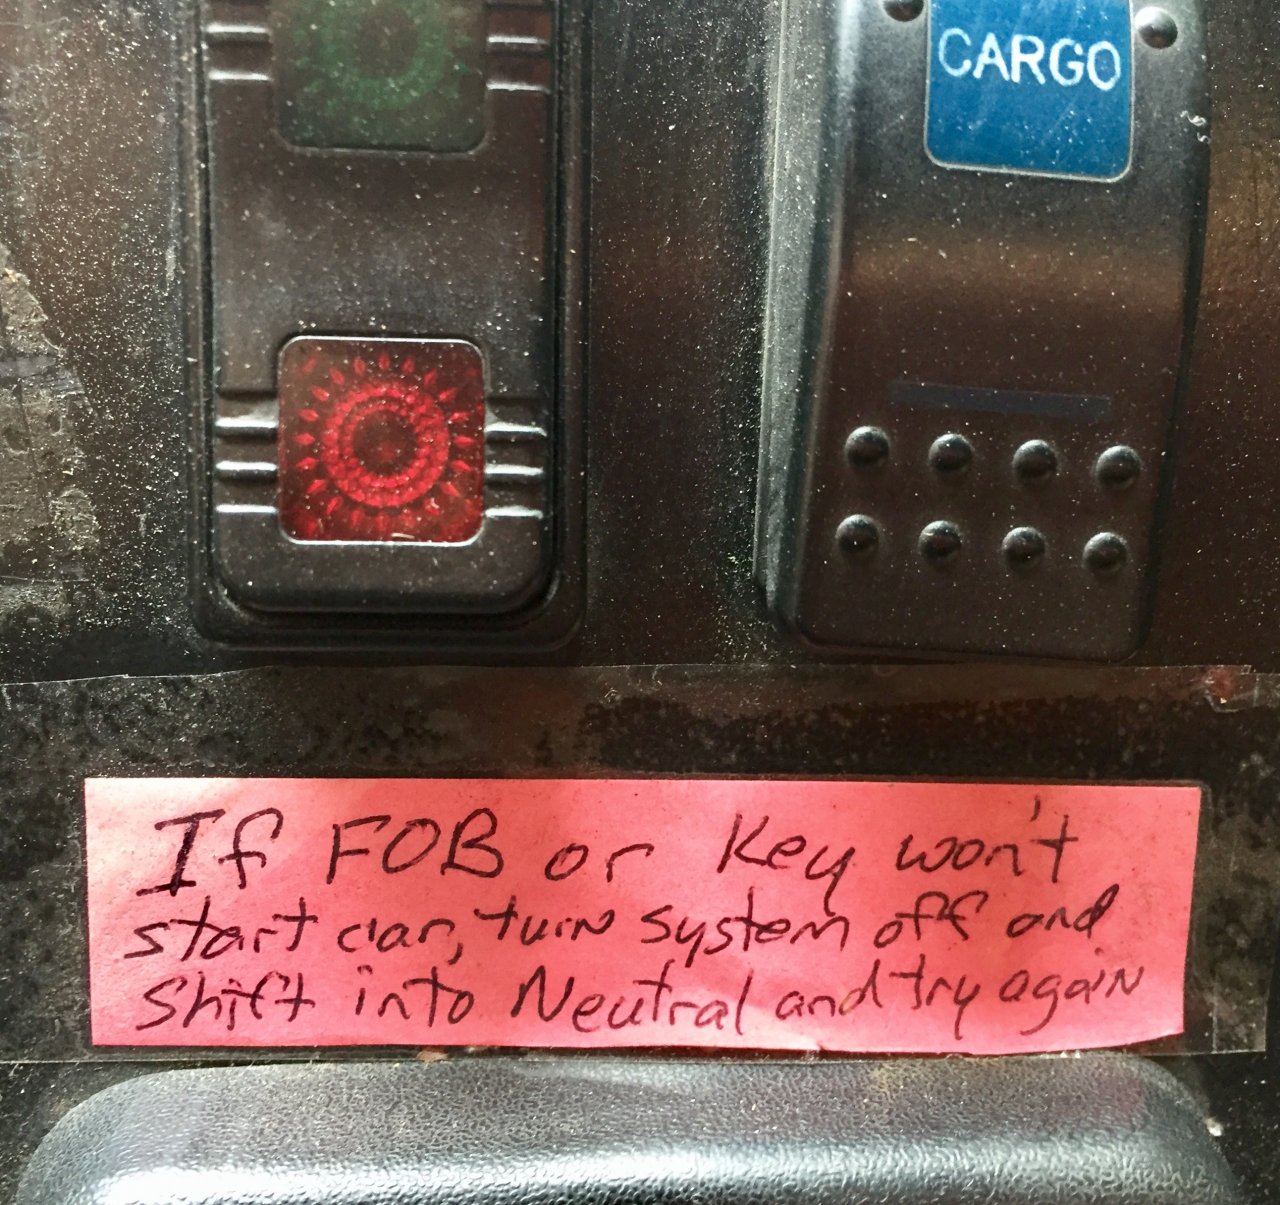 CARGO
If FOB or Key won't
start car, turn system off and
Shift into Neutral and try again